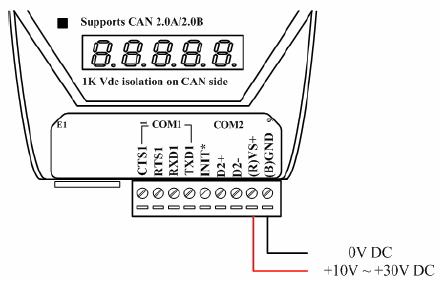 Supports CAN 2.0A/2.0B
8.8.8.8.8.
1K Vdc isolation on CAN side
E1
COM1
COM2
CTS1
RTS1
RXD1
TXD1
INIT*
D2+
D2-
(R)VS+
(B)GND
0V DC
+10V ~ +30V DC